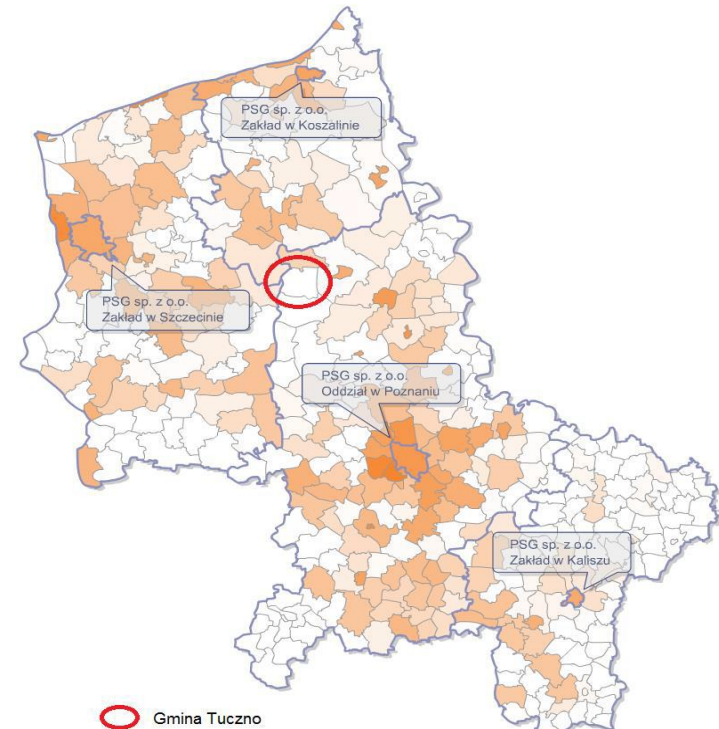 PSG sp. z o.o.
Zakład w Koszalinie
PSG sp. z o.o.
Zakład w Szczecinie
PSG sp. z o.o.
Oddział w Poznaniu
PSG sp. z o.o.
Zakład w Kaliszu
Gmina Tuczno